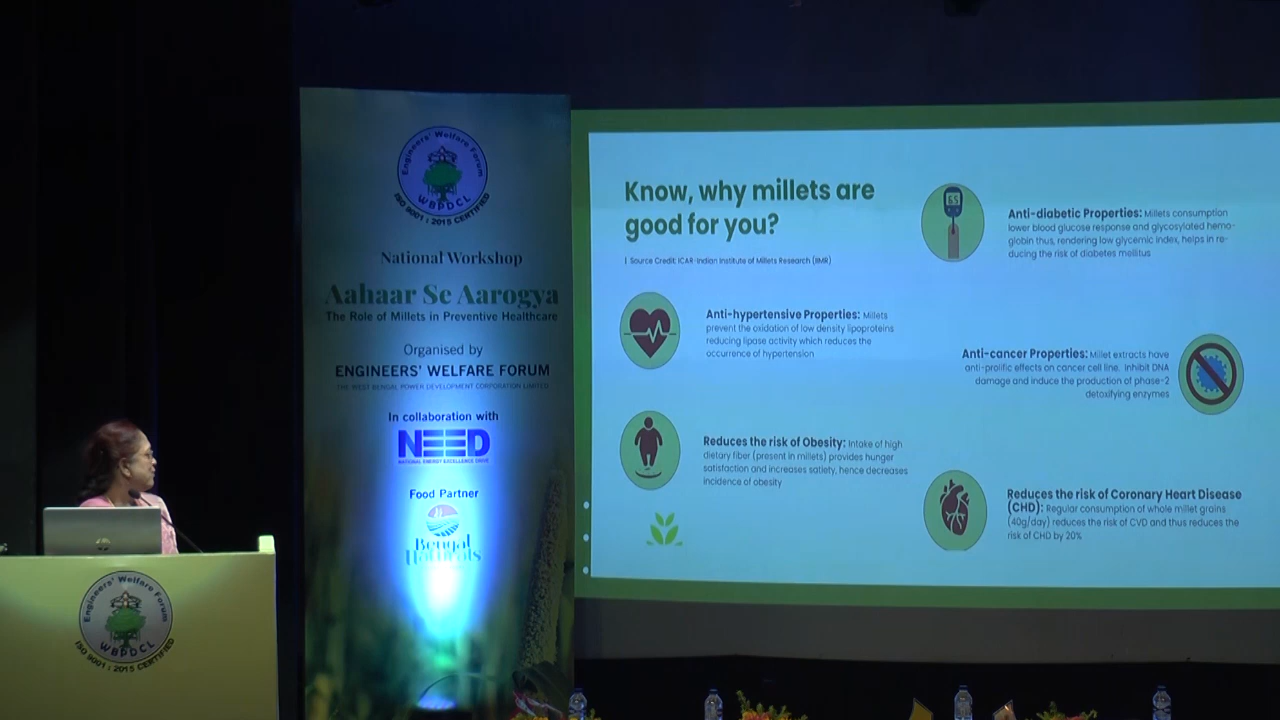 Engineers' Welfare Forum
WBPDCL
ISO 9001 : 2015 CERTIFIED
National Workshop
Aahaar Se Aarogya
The Role of Millets in Preventive Healthcare
Organised by
ENGINEERS' WELFARE FORUM
THE WEST BENGAL POWER DEVELOPMENT CORPORATION LIMITED
In collaboration with
NEED
NATIONAL ENERGY EXCELLENCE DRIVE
Food Partner
Bengal
Naturals
Know, why millets are
good for you?
| Source Credit: ICAR-Indian Institute of Millets Research (IIMR)
Anti-hypertensive Properties: Millets
prevent the oxidation of low density lipoproteins
reducing lipase activity which reduces the
occurrence of hypertension
Reduces the risk of Obesity: Intake of high
dietary fiber (present in millets) provides hunger
satisfaction and increases satiety, hence decreases
incidence of obesity
Anti-diabetic Properties: Millets consumption
lower blood glucose response and glycosylated hemo-
globin thus, rendering low glycemic index, helps in re-
ducing the risk of diabetes mellitus
Anti-cancer Properties: Millet extracts have
anti-prolific effects on cancer cell line. Inhibit DNA
damage and induce the production of phase-2
detoxifying enzymes
Reduces the risk of Coronary Heart Disease
(CHD): Regular consumption of whole millet grains
(40g/day) reduces the risk of CVD and thus reduces the
risk of CHD by 20%
Engineers' Welfare Forum
WBPDCL
ISO 9001 : 2015 CERTIFIED